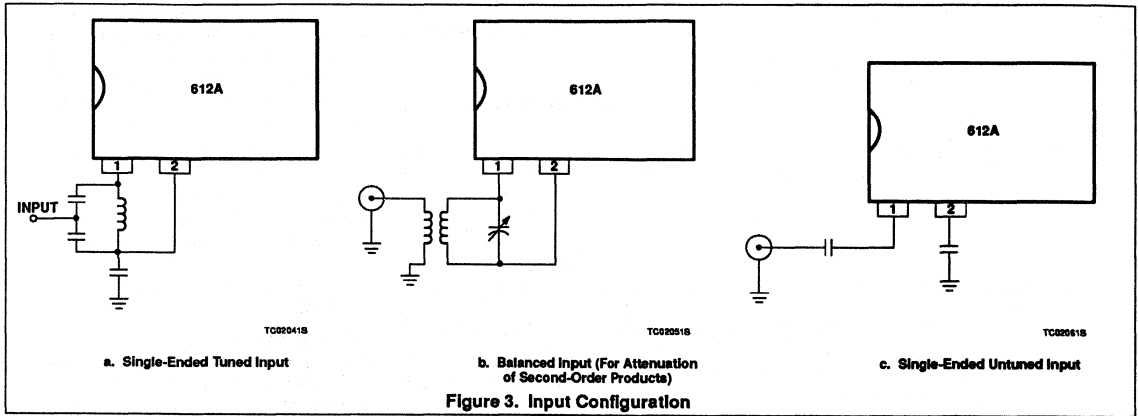 612A
1 2
INPUT
TC02041S
a. Single-Ended Tuned Input
612A
1 2
TC02051S
b. Balanced Input (For Attenuation
of Second-Order Products)
612A
1 2
TC02061S
c. Single-Ended Untuned Input
Figure 3. Input Configuration